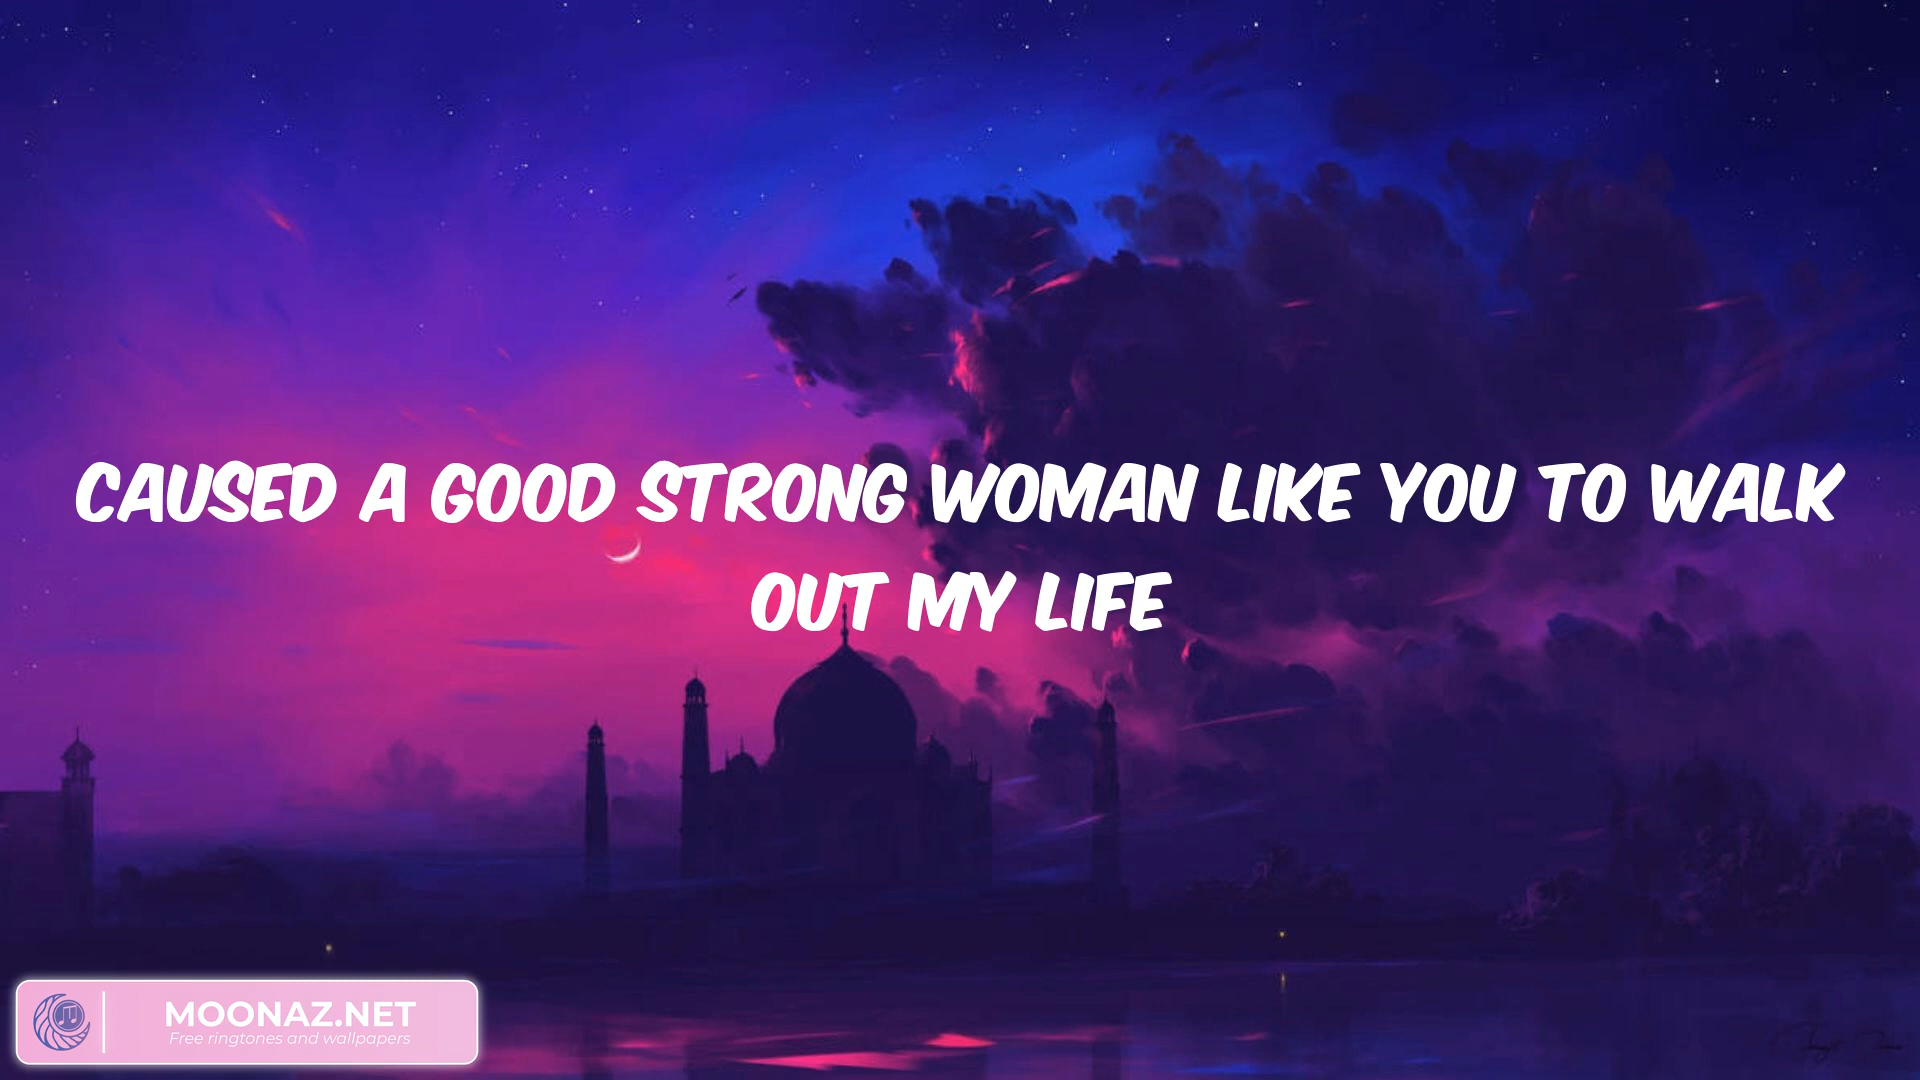 CAUSED A GOOD STRONG WOMAN LIKE YOU TO WALK
OUT MY LIFE
MOONAZ.NET
Free ringtones and wallpapers